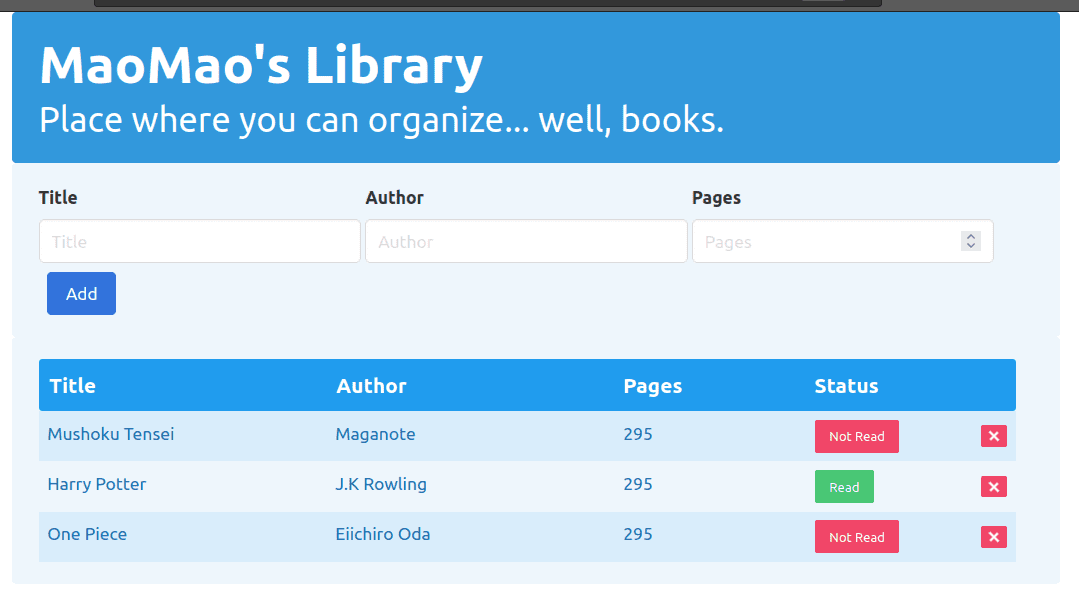 MaoMao's Library
Place where you can organize... well, books.
Title Author Pages
Title Author Pages
Add
Title Author Pages Status
Mushoku Tensei Maganote 295 Not Read
Harry Potter J.K Rowling 295 Read
One Piece Eiichiro Oda 295 Not Read